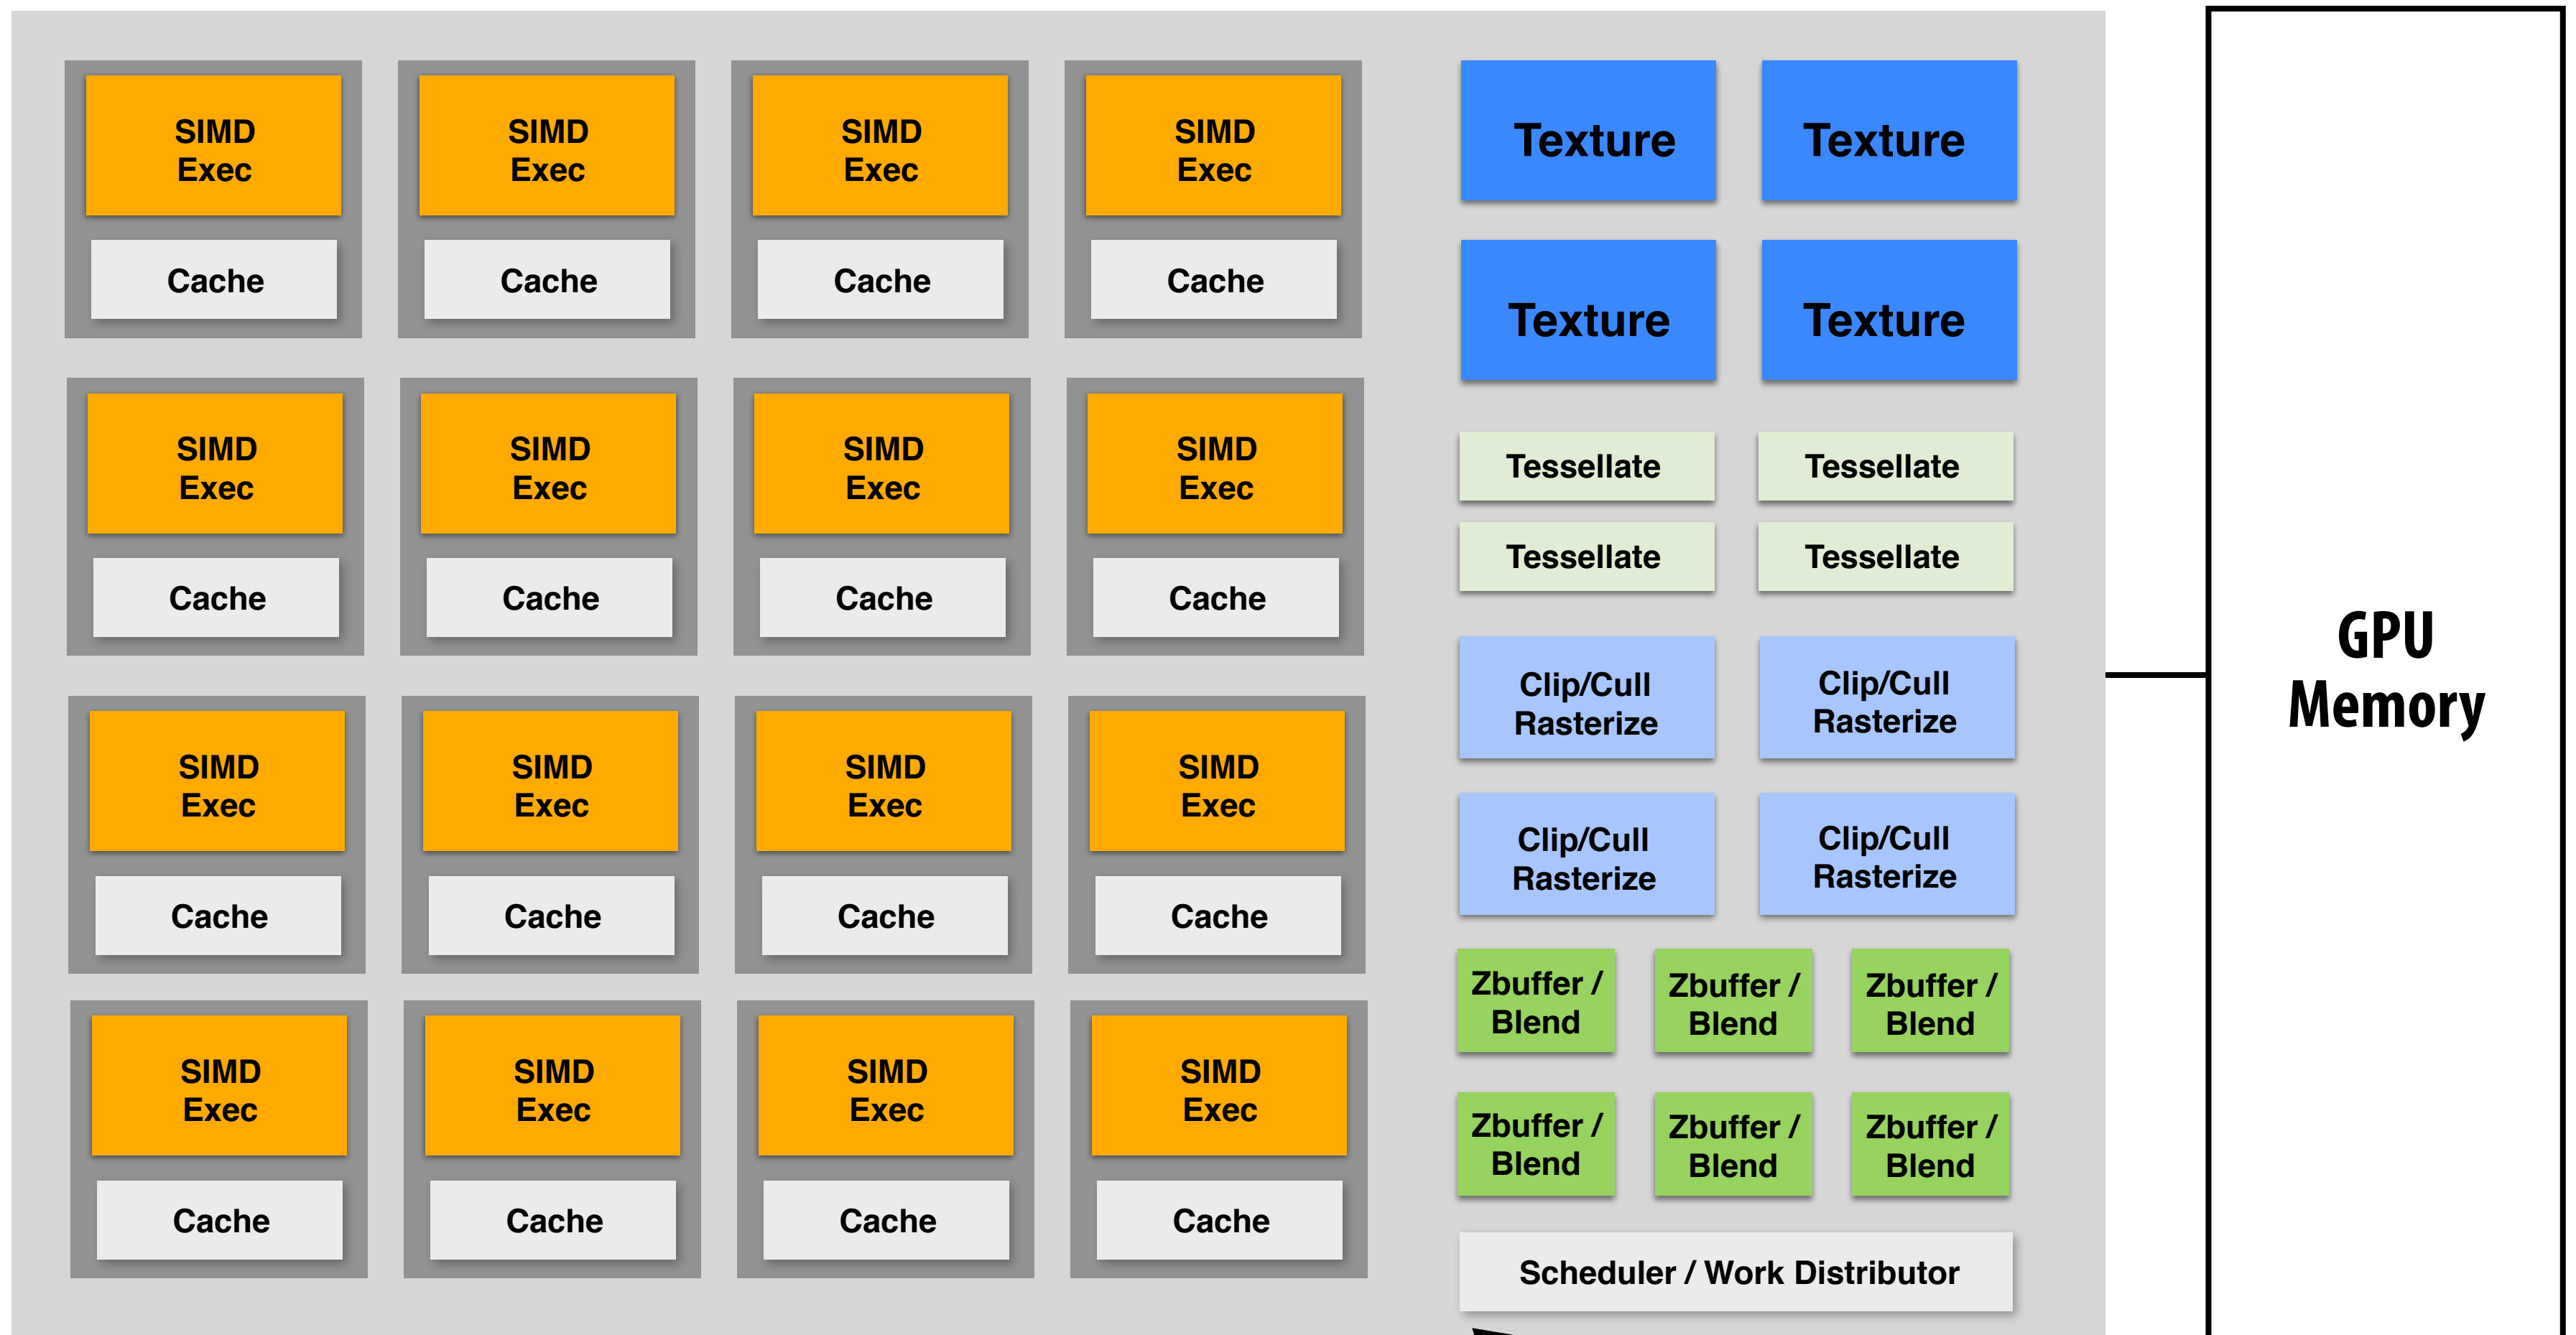 SIMD
Exec
Cache
SIMD
Exec
Cache
SIMD
Exec
Cache
SIMD
Exec
Cache
SIMD
Exec
Cache
SIMD
Exec
Cache
SIMD
Exec
Cache
SIMD
Exec
Cache
SIMD
Exec
Cache
SIMD
Exec
Cache
SIMD
Exec
Cache
SIMD
Exec
Cache
SIMD
Exec
Cache
SIMD
Exec
Cache
SIMD
Exec
Cache
SIMD
Exec
Cache
Texture
Texture
Texture
Texture
Tessellate
Tessellate
Tessellate
Tessellate
Clip/Cull
Rasterize
Clip/Cull
Rasterize
Clip/Cull
Rasterize
Clip/Cull
Rasterize
Zbuffer /
Blend
Zbuffer /
Blend
Zbuffer /
Blend
Zbuffer /
Blend
Zbuffer /
Blend
Zbuffer /
Blend
Scheduler / Work Distributor
GPU
Memory